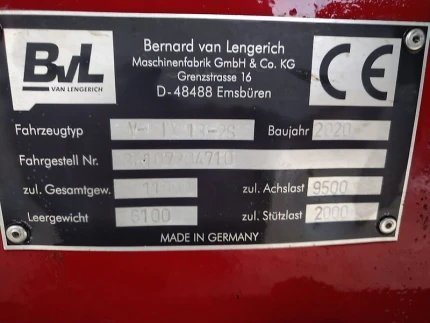 BvL
VAN LENGERICH
Bernard van Lengerich
Maschinenfabrik GmbH & Co. KG
Grenzstrasse 16
D-48488 Emsbüren
CE
Fahrzeugtyp Baujahr 2020
Fahrgestell Nr.
zul. Gesamtgew. zul. Achslast 9500
Leergewicht 6100 zul. Stützlast 2000
MADE IN GERMANY